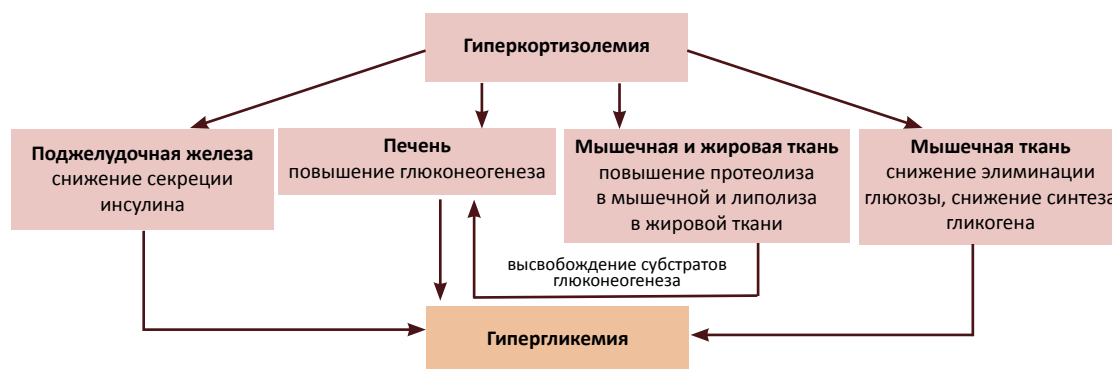 Гиперкортизолемия
Поджелудочная железа
снижение секреции
инсулина
Печень
повышение глюконеогенеза
Мышечная и жировая ткань
повышение протеолиза
в мышечной и липолиза
в жировой ткани
Мышечная ткань
снижение элиминации
глюкозы, снижение синтеза
гликогена
высвобождение субстратов
глюконеогенеза
Гипергликемия